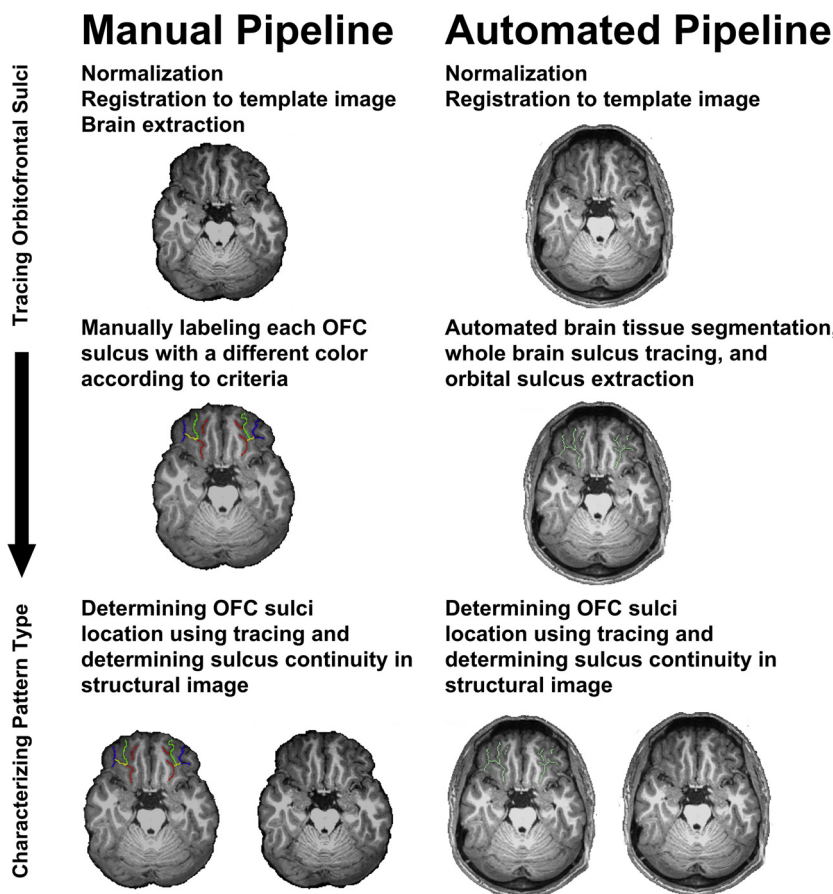 Manual Pipeline
Normalization
Registration to template image
Brain extraction
Automated Pipeline
Normalization
Registration to template image
Tracing Orbitofrontal Sulci
Manually labeling each OFC
sulcus with a different color
according to criteria
Automated brain tissue segmentation,
whole brain sulcus tracing, and
orbital sulcus extraction
Characterizing Pattern Type
Determining OFC sulci
location using tracing and
determining sulcus continuity in
structural image
Determining OFC sulci
location using tracing and
determining sulcus continuity in
structural image